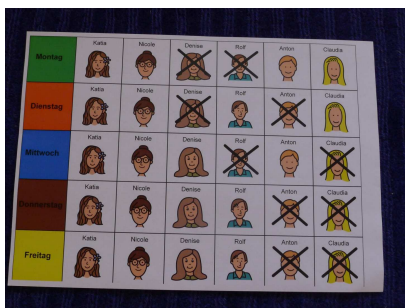 Katia Nicole Denise Rolf Anton Claudia
Montag
Katia Nicole Denise Rolf Anton Claudia
Dienstag
Katia Nicole Denise Rolf Anton Claudia
Mittwoch
Katia Nicole Denise Rolf Anton Claudia
Donnerstag
Katia Nicole Denise Rolf Anton Claudia
Freitag